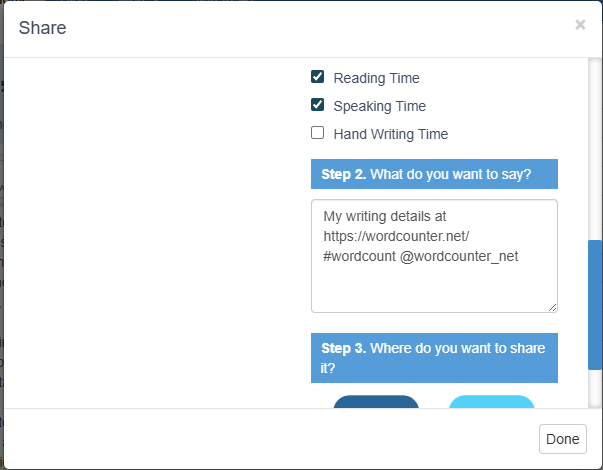 Share
×
Reading Time
Speaking Time
Hand Writing Time
Step 2. What do you want to say?
My writing details at
https://wordcounter.net/
#wordcount @wordcounter_net
Step 3. Where do you want to share
it?
Done